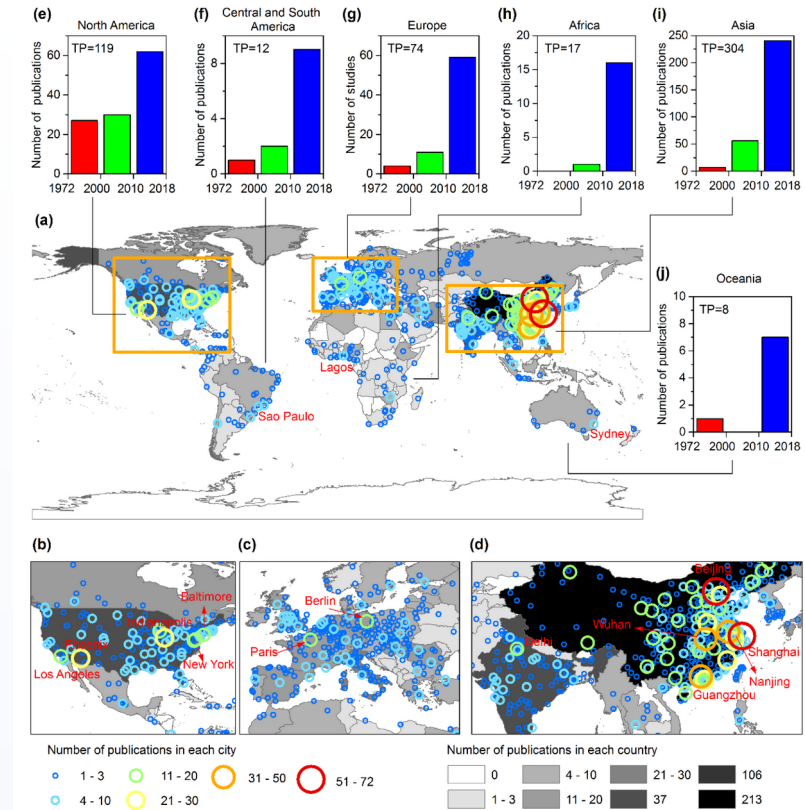 (e) North America
(f) Central and South America
(g) Europe
(h) Africa
(i) Asia
Number of publications
60
40
20
0
TP=119
1972 2000 2010 2018
Number of publications
8
4
0
TP=12
1972 2000 2010 2018
Number of studies
60
40
20
0
TP=74
1972 2000 2010 2018
Number of publications
20
15
10
5
0
TP=17
1972 2000 2010 2018
Number of publications
250
200
150
100
50
0
TP=304
1972 2000 2010 2018
(a)
Lagos
Sao Paulo
Sydney
(j) Oceania
Number of publications
10
8
6
4
2
0
TP=8
1972 2000 2010 2018
(b)
Baltimore
Indianapolis
Phoenix
Los Angeles
New York
(c)
Berlin
Paris
(d)
Beijing
Wuhan
Delhi
Shanghai
Nanjing
Guangzhou
Number of publications in each city
1 - 3
11 - 20
31 - 50
51 - 72
4 - 10
21 - 30
Number of publications in each country
0
4 - 10
21 - 30
106
1 - 3
11 - 20
37
213